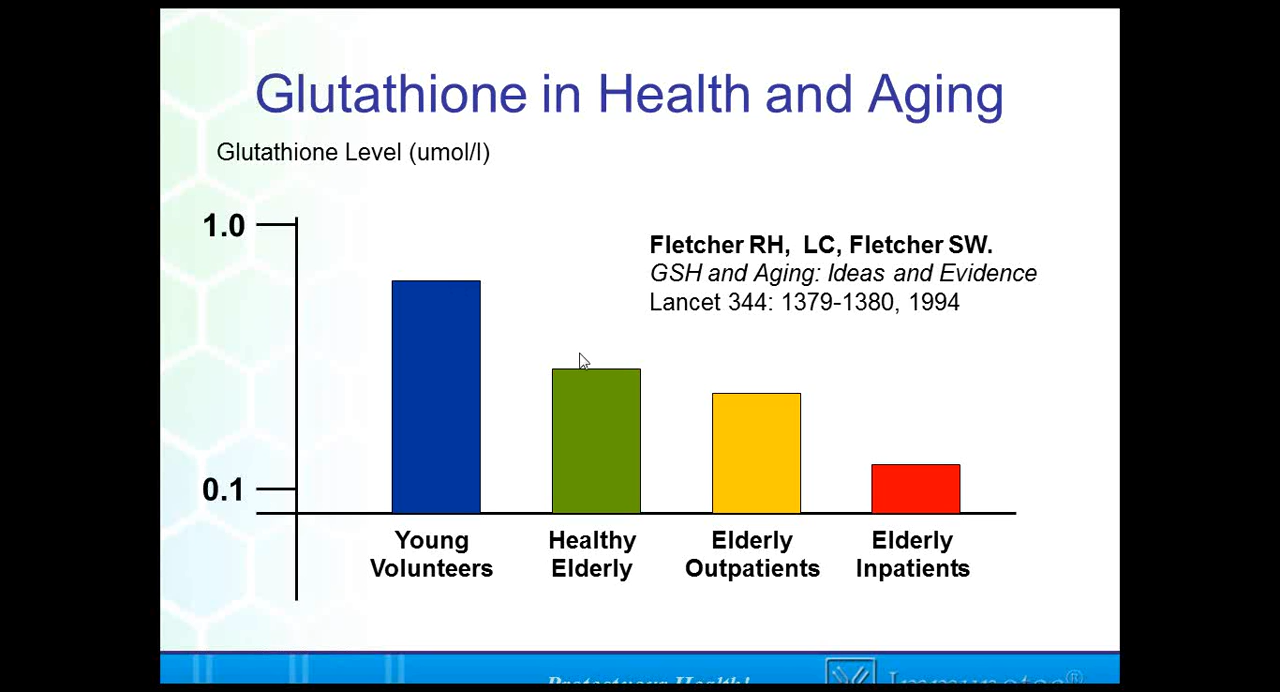 Glutathione in Health and Aging
Glutathione Level (umol/l)
1.0
Fletcher RH,  LC, Fletcher SW.
GSH and Aging: Ideas and Evidence
Lancet 344: 1379-1380, 1994
0.1
Young Volunteers
Healthy Elderly
Elderly Outpatients
Elderly Inpatients
Immunotec®